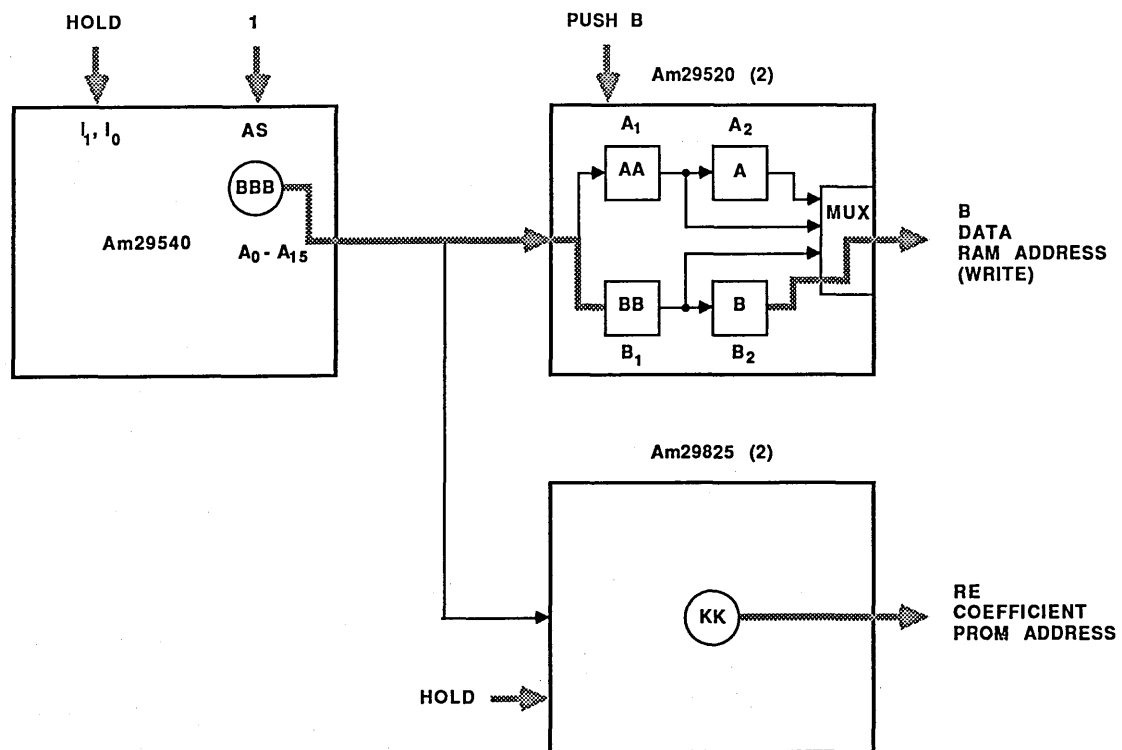 HOLD
1
PUSH B
Am29520 (2)
I1, I0
AS
A1
A2
BBB
AA
A
MUX
Am29540
A0 - A15
B
DATA
RAM ADDRESS
(WRITE)
BB
B
B1
B2
Am29825 (2)
KK
RE
COEFFICIENT
PROM ADDRESS
HOLD